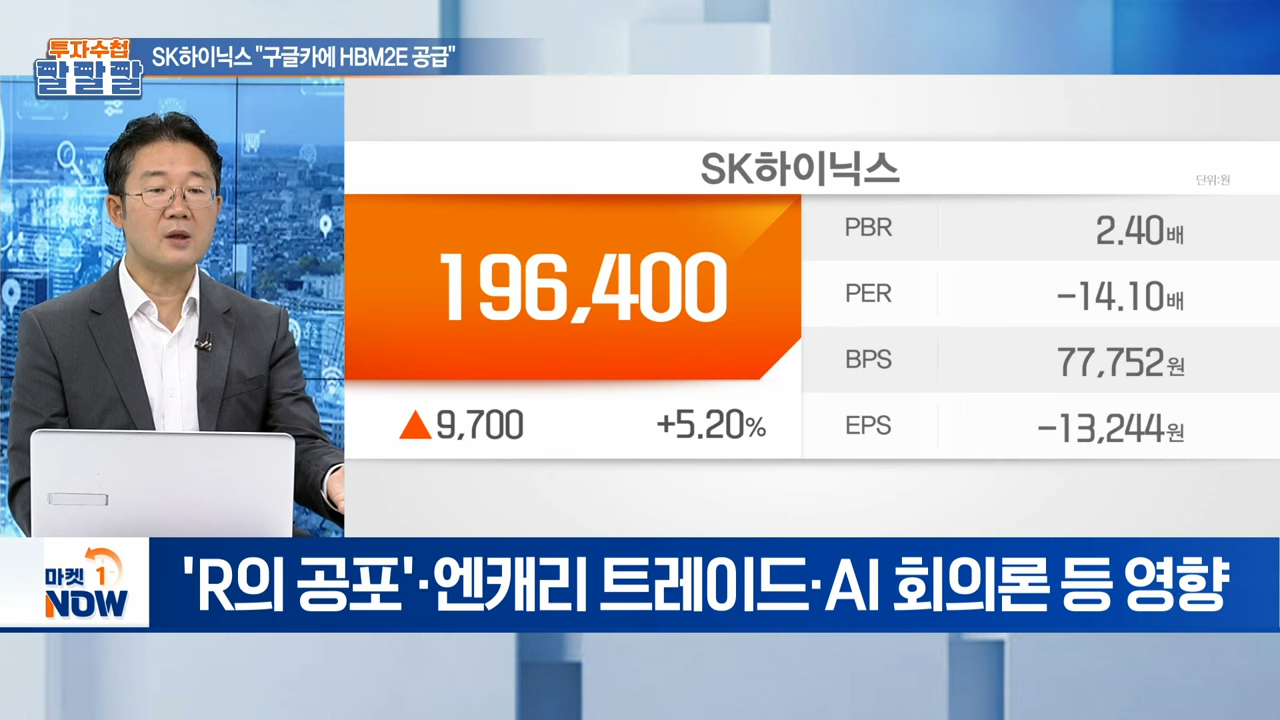 투자수첩
팔팔팔
SK하이닉스 "구글카에 HBM2E 공급"
SK하이닉스
단위:원
196,400
▲9,700 +5.20%
PBR 2.40배
PER -14.10배
BPS 77,752원
EPS -13,244원
마켓 1
NOW
'R의 공포'·엔캐리 트레이드·AI 회의론 등 영향